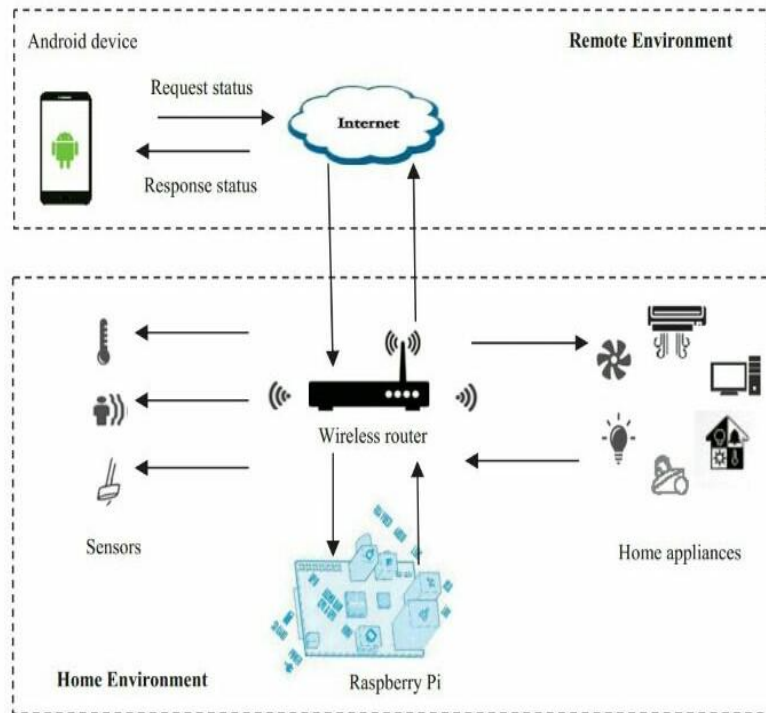 Android device
Remote Environment
Request status
Internet
Response status
Wireless router
Sensors
Home appliances
Home Environment
Raspberry Pi